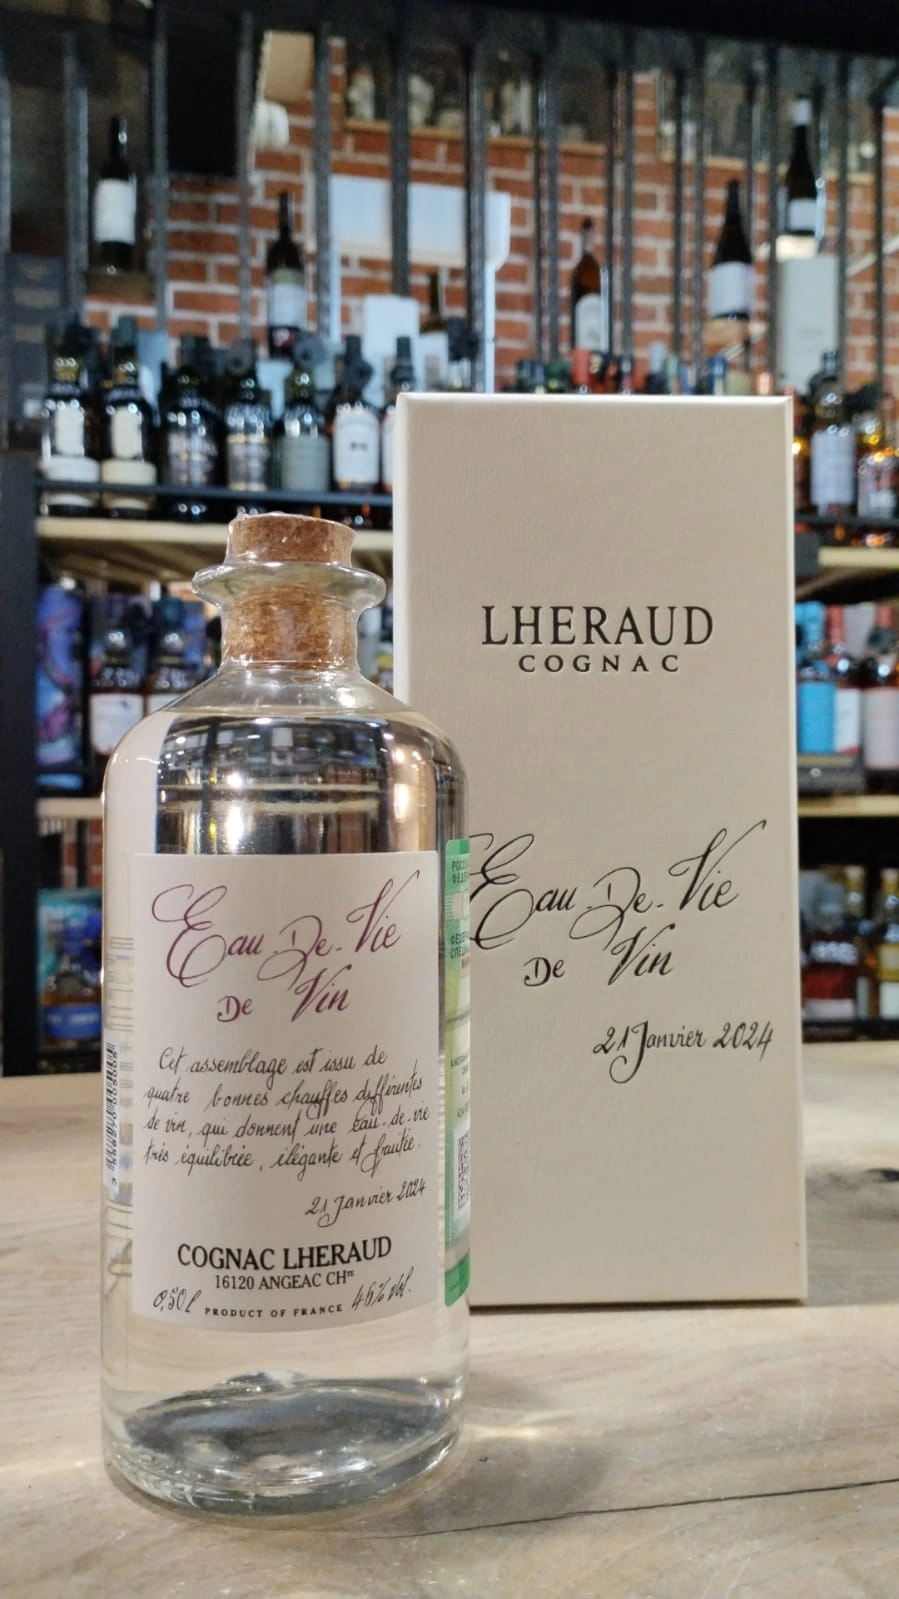 LHERAUD
COGNAC
Eau-De-Vie
De Vin
21 Janvier 2024
Eau-De-Vie
De Vin
Cet assemblage est issu de
quatre bonnes chauffes différentes
de vin, qui donnent une eau-de-vie
très équilibrée, élégante et fruitée.
21 Janvier 2024
COGNAC LHERAUD
16120 ANGEAC CHTE
0,50l PRODUCT OF FRANCE 46% Vol.